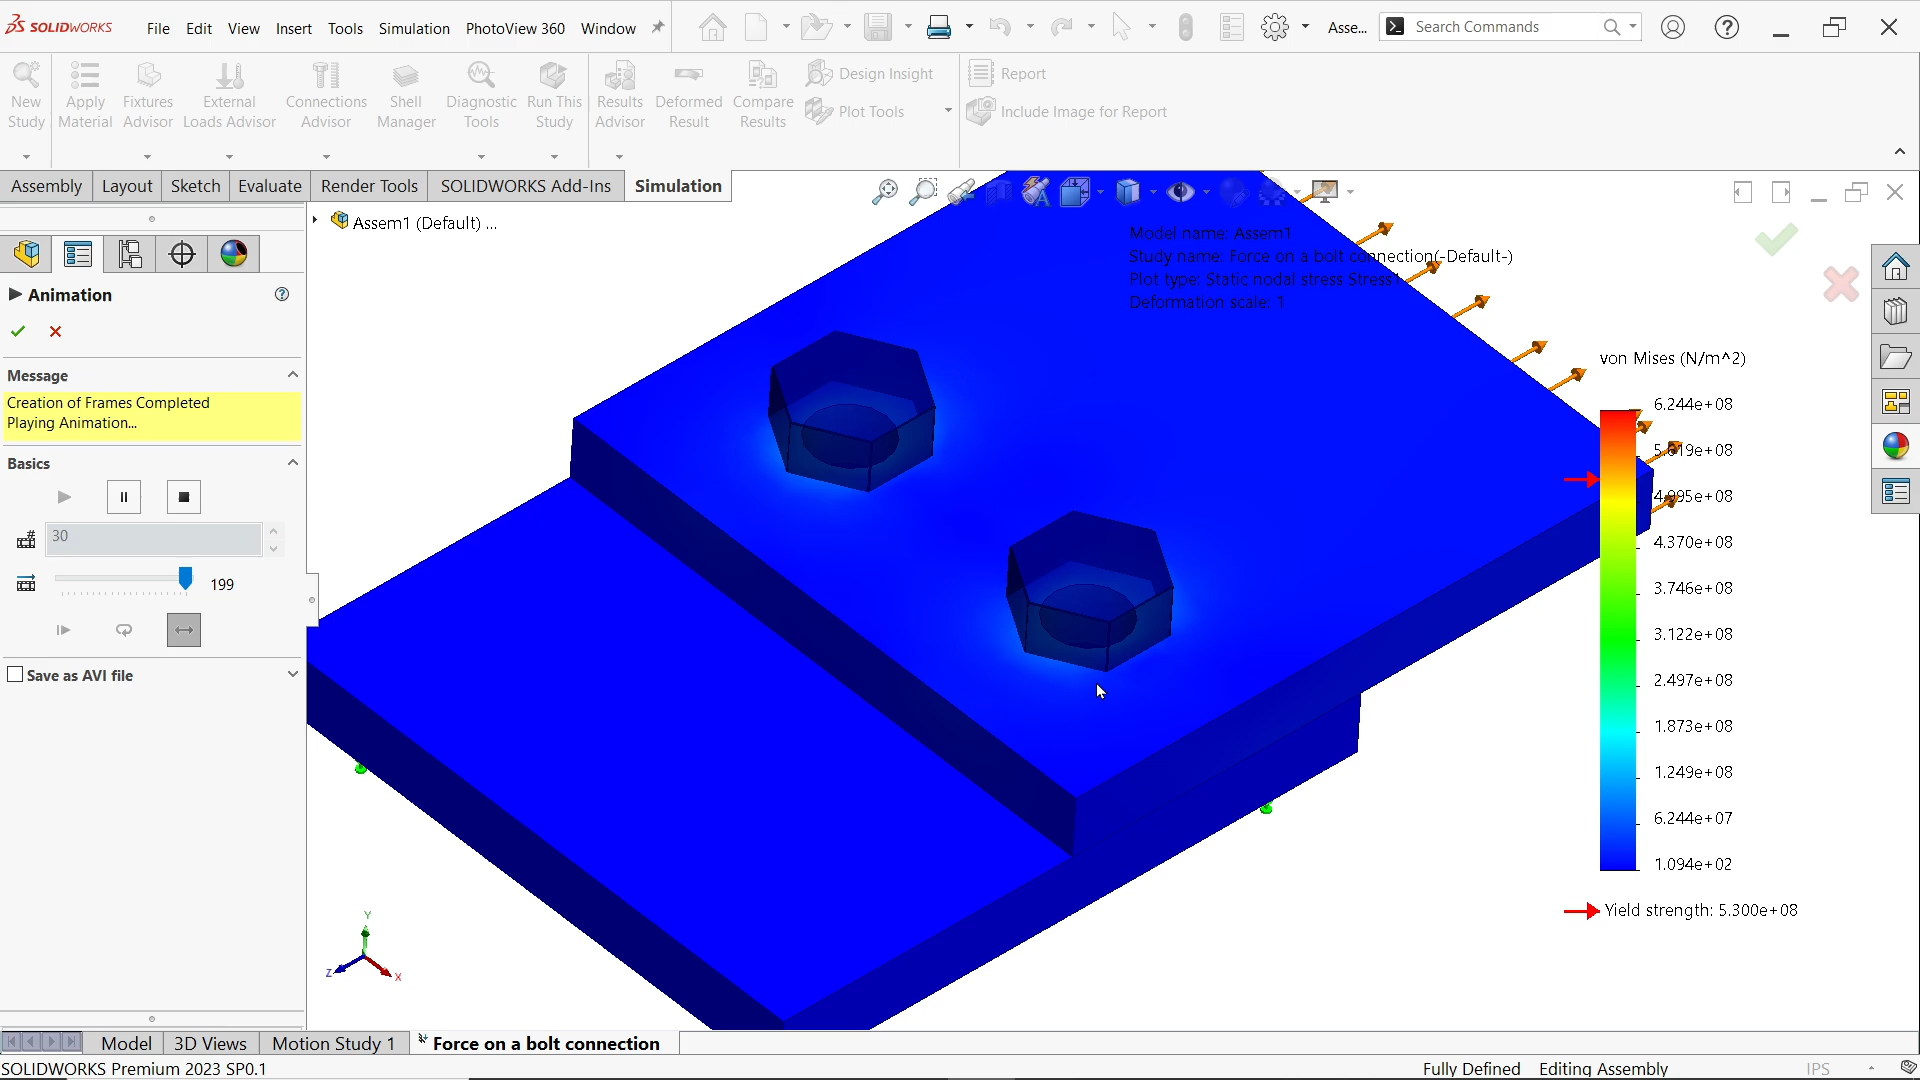 SOLIDWORKS File Edit View Insert Tools Simulation PhotoView 360 Window Asse... Search Commands
New Study
Apply Material
Fixtures Advisor
External Loads Advisor
Connections Advisor
Shell Manager
Diagnostic Tools
Run This Study
Results Advisor
Deformed Result
Compare Results
Design Insight
Plot Tools
Report
Include Image for Report
Assembly Layout Sketch Evaluate Render Tools SOLIDWORKS Add-Ins Simulation
Assem1 (Default) ...
Animation
Message
Creation of Frames Completed
Playing Animation...
Basics
30
199
Save as AVI file
Model name: Assem1
Study name: Force on a bolt connection(-Default-)
Plot type: Static nodal stress Stress1
Deformation scale: 1
von Mises (N/m^2)
6.244e+08
5.619e+08
4.995e+08
4.370e+08
3.746e+08
3.122e+08
2.497e+08
1.873e+08
1.249e+08
6.244e+07
1.094e+02
Yield strength: 5.300e+08
Y
Z
X
Model 3D Views Motion Study 1 Force on a bolt connection
SOLIDWORKS Premium 2023 SP0.1 Fully Defined Editing Assembly IPS